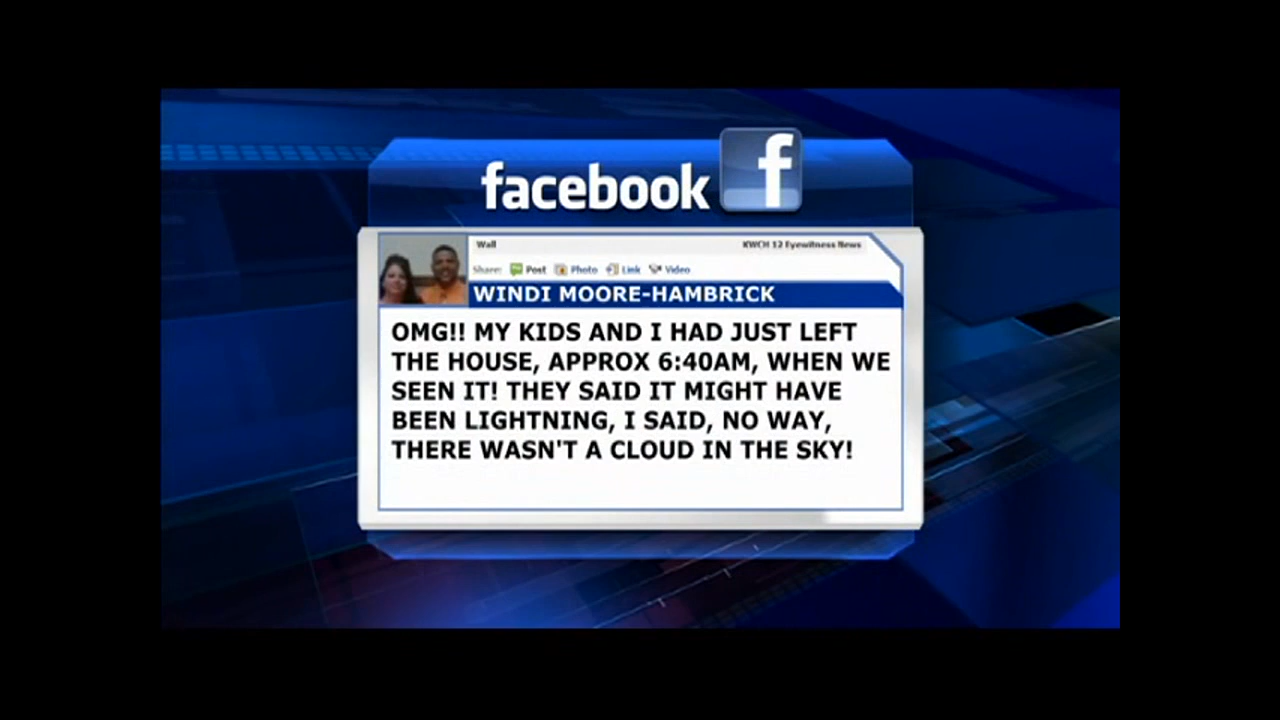 facebook f
Wall KWCH 12 Eyewitness News
Share: Post Photo Link Video
WINDI MOORE-HAMBRICK
OMG!! MY KIDS AND I HAD JUST LEFT
THE HOUSE, APPROX 6:40AM, WHEN WE
SEEN IT! THEY SAID IT MIGHT HAVE
BEEN LIGHTNING, I SAID, NO WAY,
THERE WASN'T A CLOUD IN THE SKY!